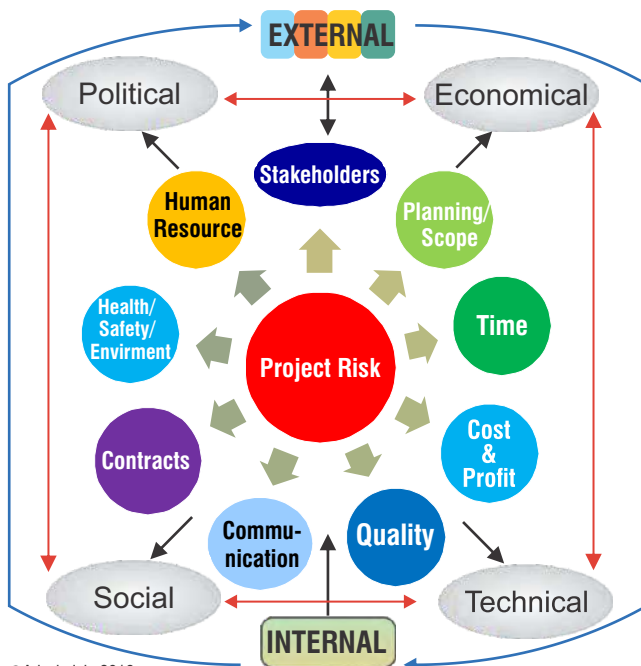 EXTERNAL
Political
Economical
Stakeholders
Human
Resource
Planning/
Scope
Health/
Safety/
Envirment
Time
Project Risk
Contracts
Cost
&
Profit
Commu-
nication
Quality
Social
Technical
INTERNAL